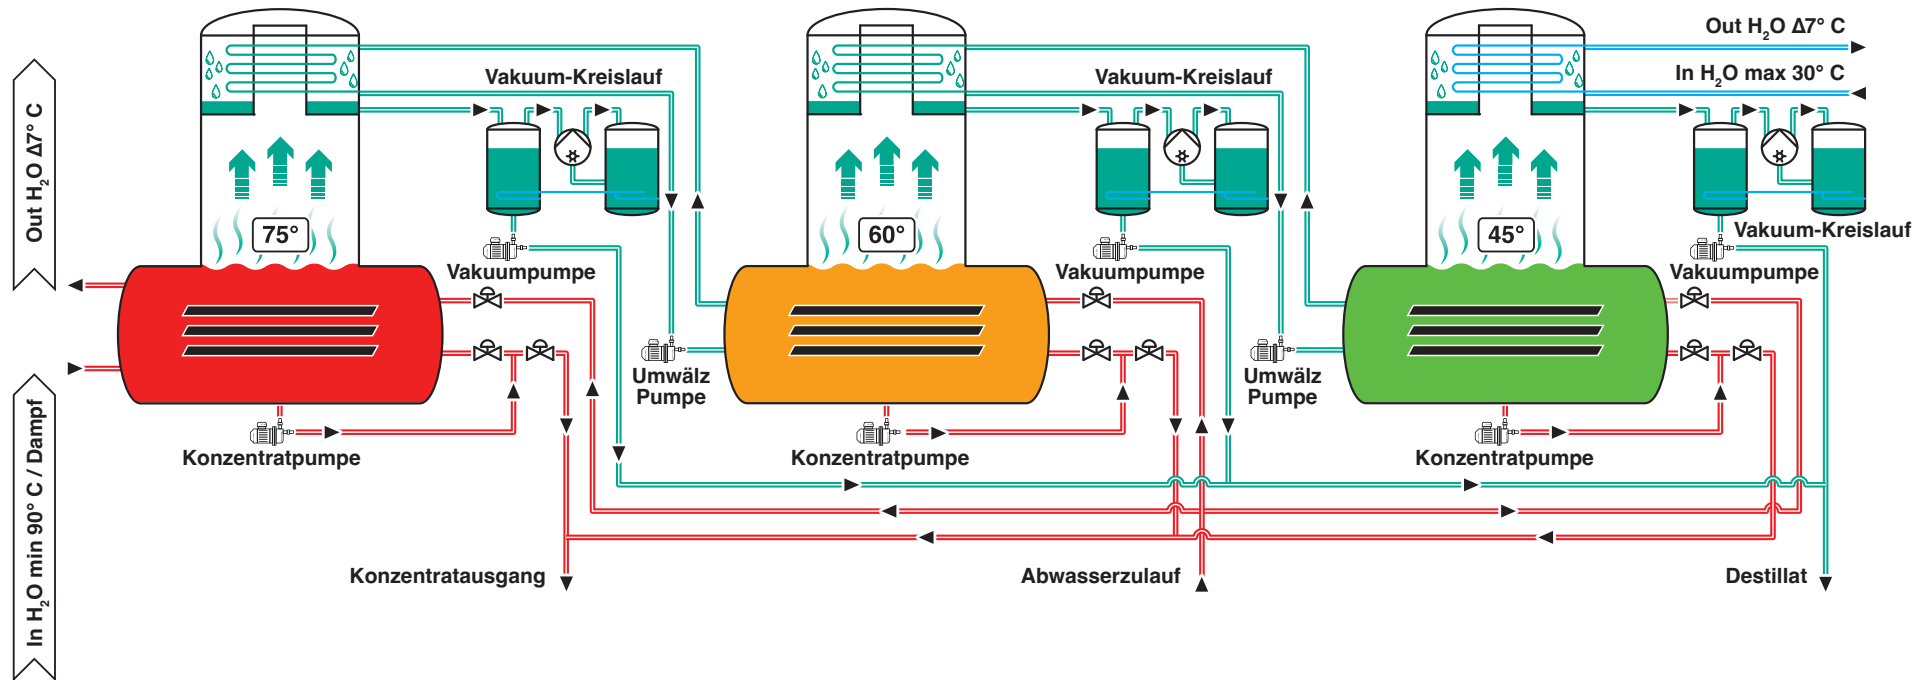 Out H₂O Δ7° C
In H₂O max 30° C
Vakuum-Kreislauf
Vakuum-Kreislauf
Out H₂O Δ7° C
75°
60°
45°
Vakuum-Kreislauf
Vakuumpumpe
Vakuumpumpe
Vakuumpumpe
Umwälz
Pumpe
Umwälz
Pumpe
In H₂O min 90° C / Dampf
Konzentratpumpe
Konzentratpumpe
Konzentratpumpe
Konzentratausgang
Abwasserzulauf
Destillat